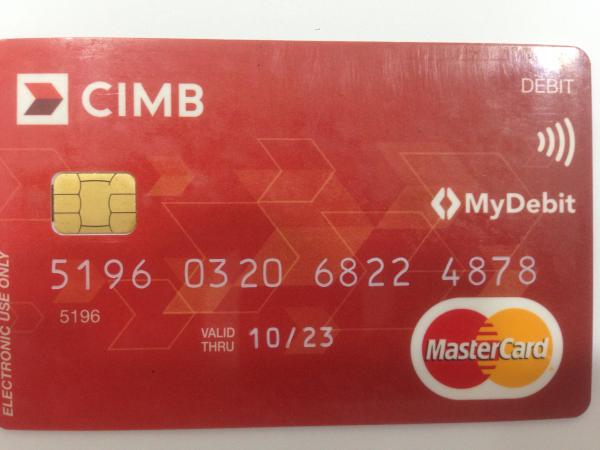 CIMB
DEBIT
MyDebit
5196 0320 6822 4878
5196
VALID THRU 10/23
MasterCard
ELECTRONIC USE ONLY